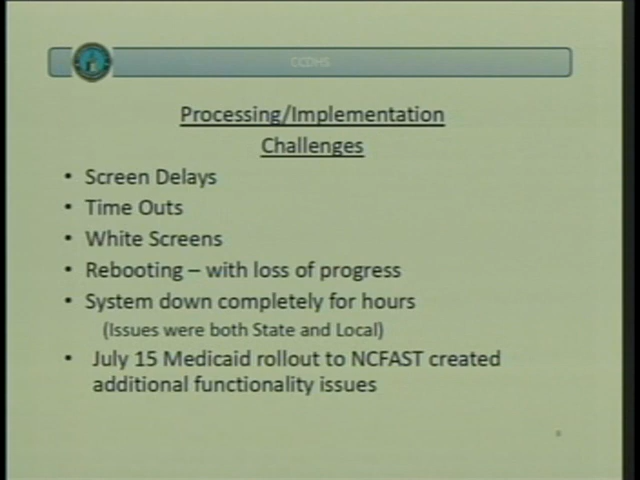 CCDHS
Processing/Implementation
Challenges
• Screen Delays
• Time Outs
• White Screens
• Rebooting – with loss of progress
• System down completely for hours
(Issues were both State and Local)
• July 15 Medicaid rollout to NCFAST created
additional functionality issues